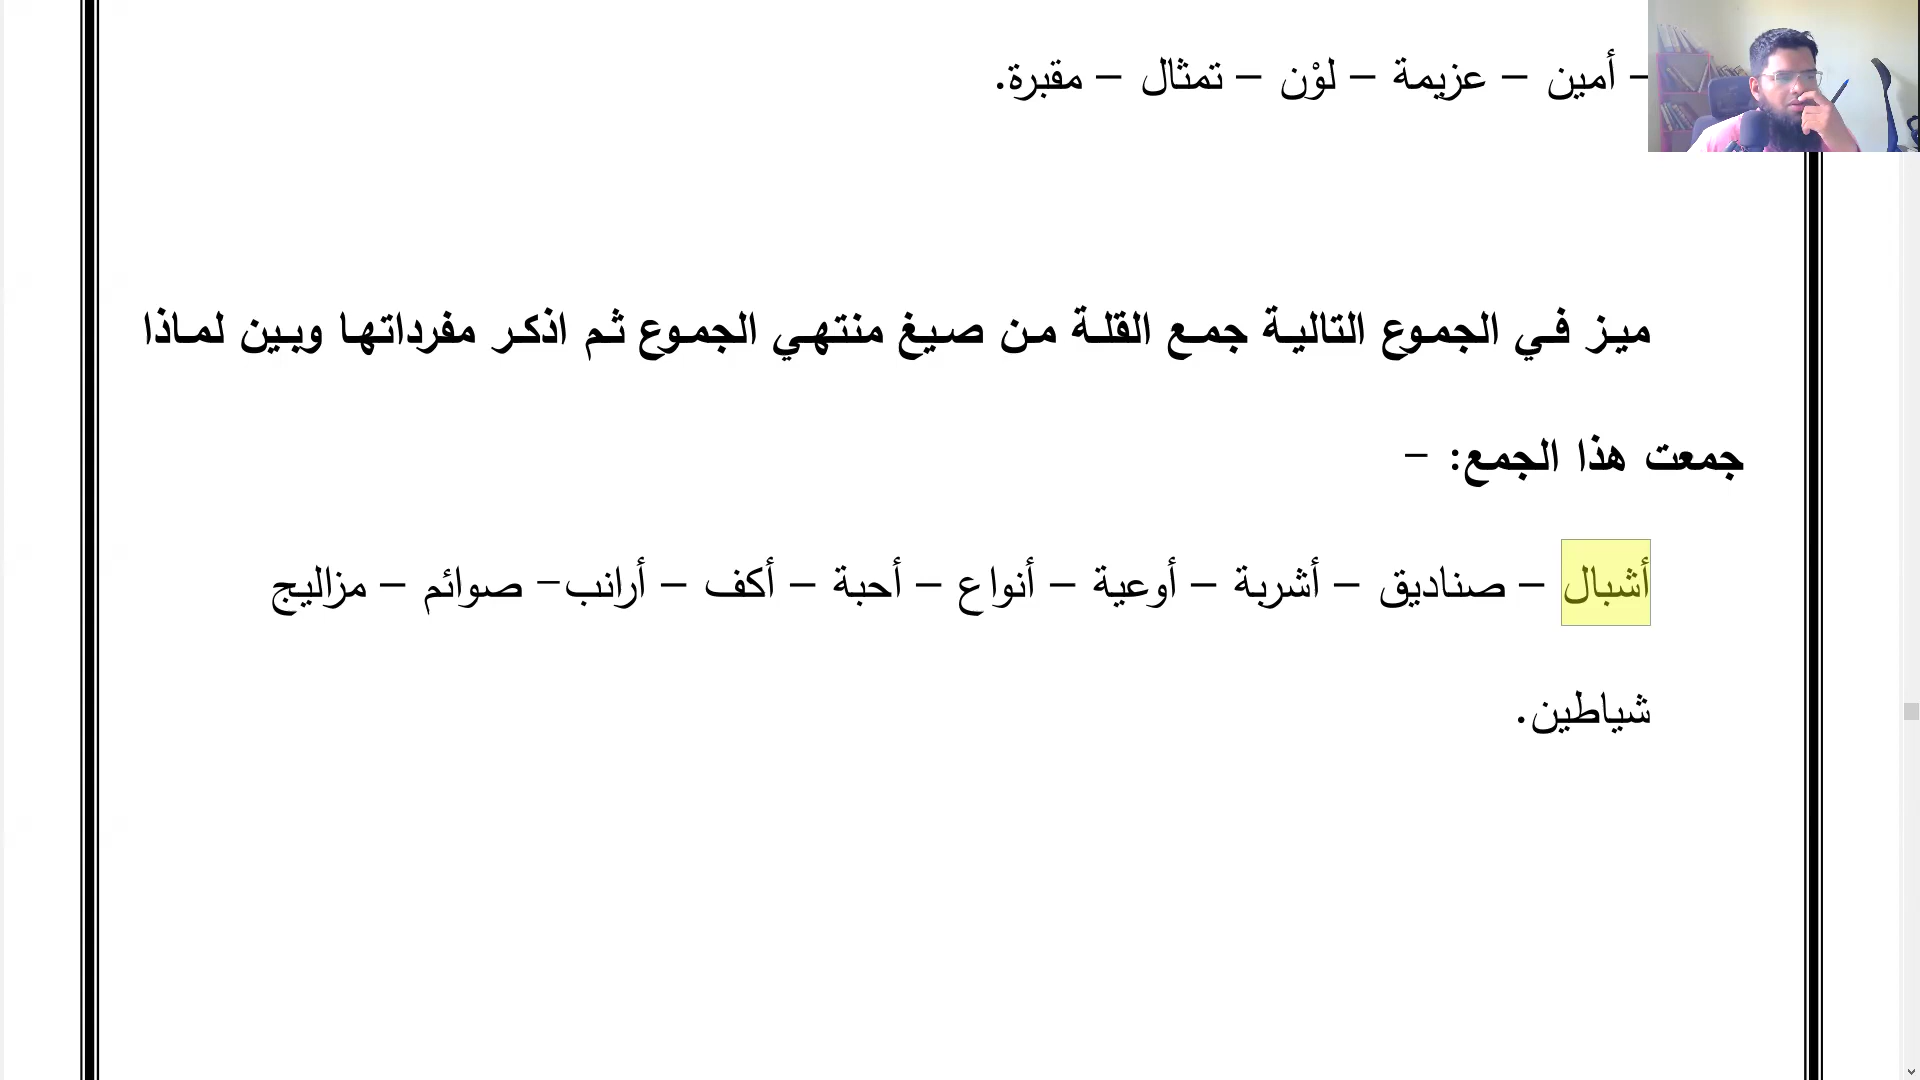 – أمين – عزيمة – لوْن – تمثال – مقبرة.
ميز في الجموع التالية جمع القلة من صيغ منتهي الجموع ثم اذكر مفرداتها وبين لماذا
جمعت هذا الجمع: –
أشبال – صناديق – أشربة – أوعية – أنواع – أحبة – أكف – أرانب– صوائم – مزاليج
شياطين.